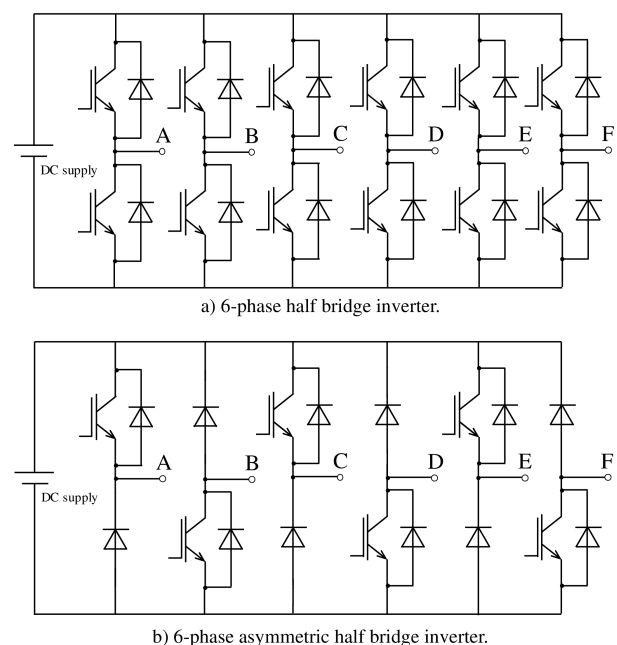 A B C D E F
DC supply
a) 6-phase half bridge inverter.
A B C D E F
DC supply
b) 6-phase asymmetric half bridge inverter.